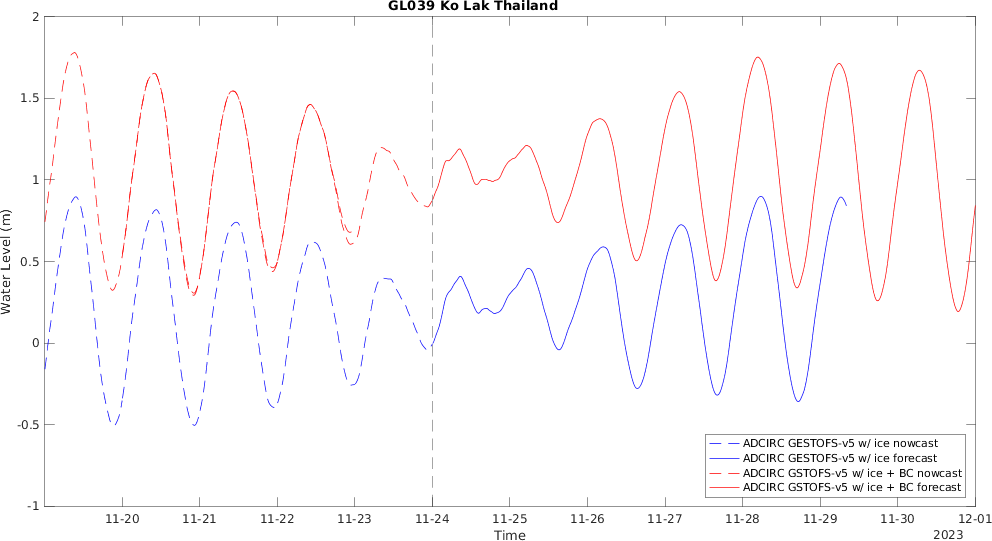 GL039 Ko Lak Thailand
2
1.5
1
0.5
0
-0.5
-1
Water Level (m)
ADCIRC GESTOFS-v5 w/ ice nowcast
ADCIRC GESTOFS-v5 w/ ice forecast
ADCIRC GSTOFS-v5 w/ ice + BC nowcast
ADCIRC GSTOFS-v5 w/ ice + BC forecast
11-20 11-21 11-22 11-23 11-24 11-25 11-26 11-27 11-28 11-29 11-30 12-01
Time
2023